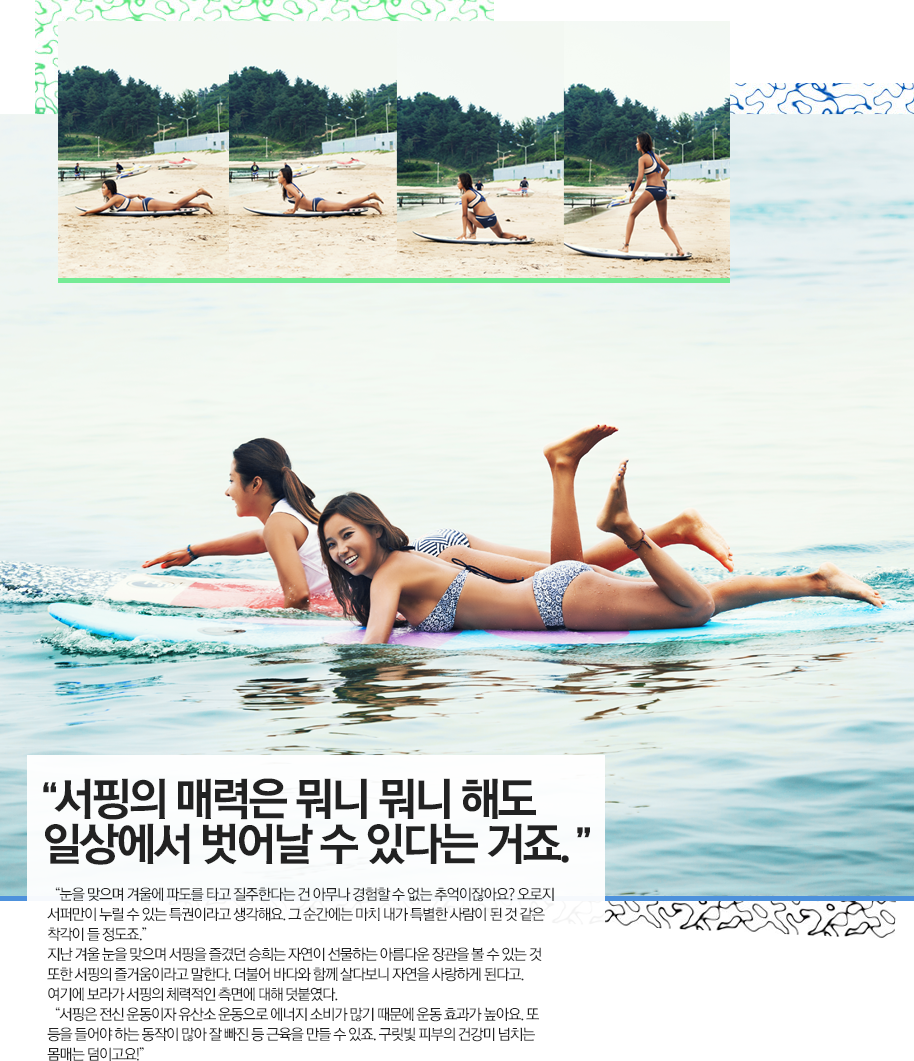 “서핑의 매력은 뭐니 뭐니 해도
일상에서 벗어날 수 있다는 거죠. ”
“눈을 맞으며 겨울에 파도를 타고 질주한다는 건 아무나 경험할 수 없는 추억이잖아요? 오로지
서퍼만이 누릴 수 있는 특권이라고 생각해요. 그 순간에는 마치 내가 특별한 사람이 된 것 같은
착각이 들 정도죠.”
지난 겨울 눈을 맞으며 서핑을 즐겼던 승희는 자연이 선물하는 아름다운 장관을 볼 수 있는 것
또한 서핑의 즐거움이라고 말한다. 더불어 바다와 함께 살다보니 자연을 사랑하게 된다고.
여기에 보라가 서핑의 체력적인 측면에 대해 덧붙였다.
“서핑은 전신 운동이자 유산소 운동으로 에너지 소비가 많기 때문에 운동 효과가 높아요. 또
등을 들어야 하는 동작이 많아 잘 빠진 등 근육을 만들 수 있죠. 구릿빛 피부의 건강미 넘치는
몸매는 덤이고요!”